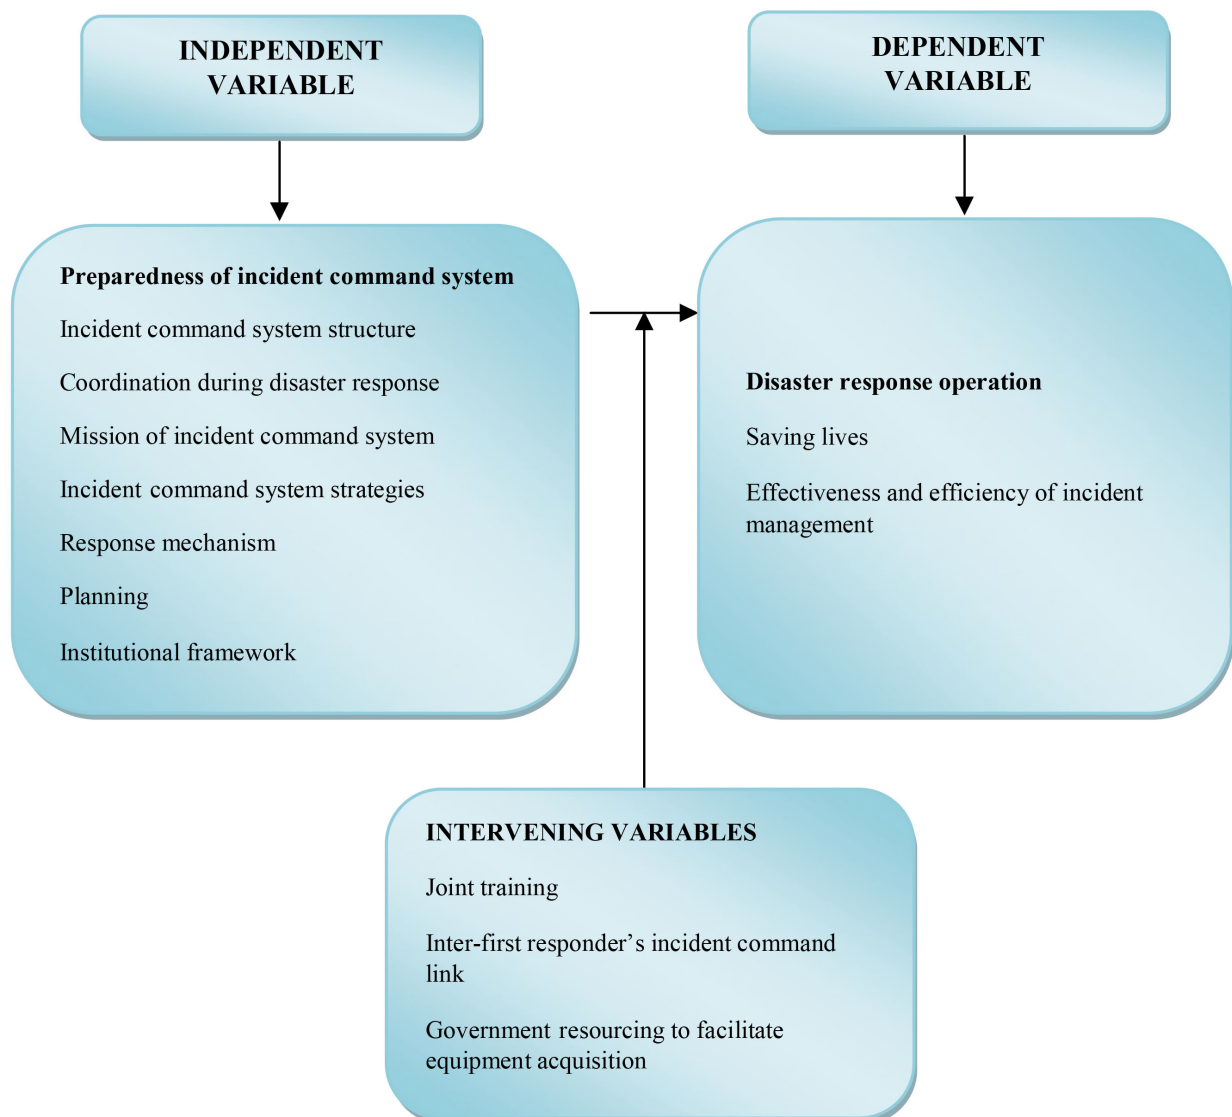 INDEPENDENT
VARIABLE
DEPENDENT
VARIABLE
Preparedness of incident command system
Incident command system structure
Coordination during disaster response
Mission of incident command system
Incident command system strategies
Response mechanism
Planning
Institutional framework
Disaster response operation
Saving lives
Effectiveness and efficiency of incident
management
INTERVENING VARIABLES
Joint training
Inter-first responder’s incident command
link
Government resourcing to facilitate
equipment acquisition